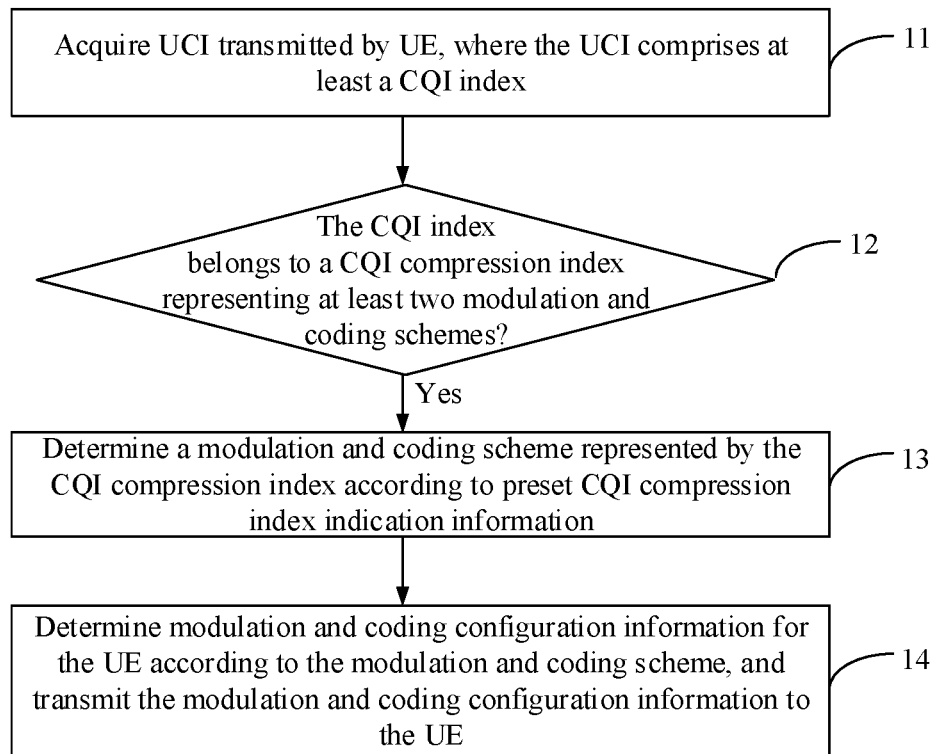 Acquire UCI transmitted by UE, where the UCI comprises at
least a CQI index
11
The CQI index
belongs to a CQI compression index
representing at least two modulation and
coding schemes?
12
Yes
Determine a modulation and coding scheme represented by the
CQI compression index according to preset CQI compression
index indication information
13
Determine modulation and coding configuration information for
the UE according to the modulation and coding scheme, and
transmit the modulation and coding configuration information to
the UE
14